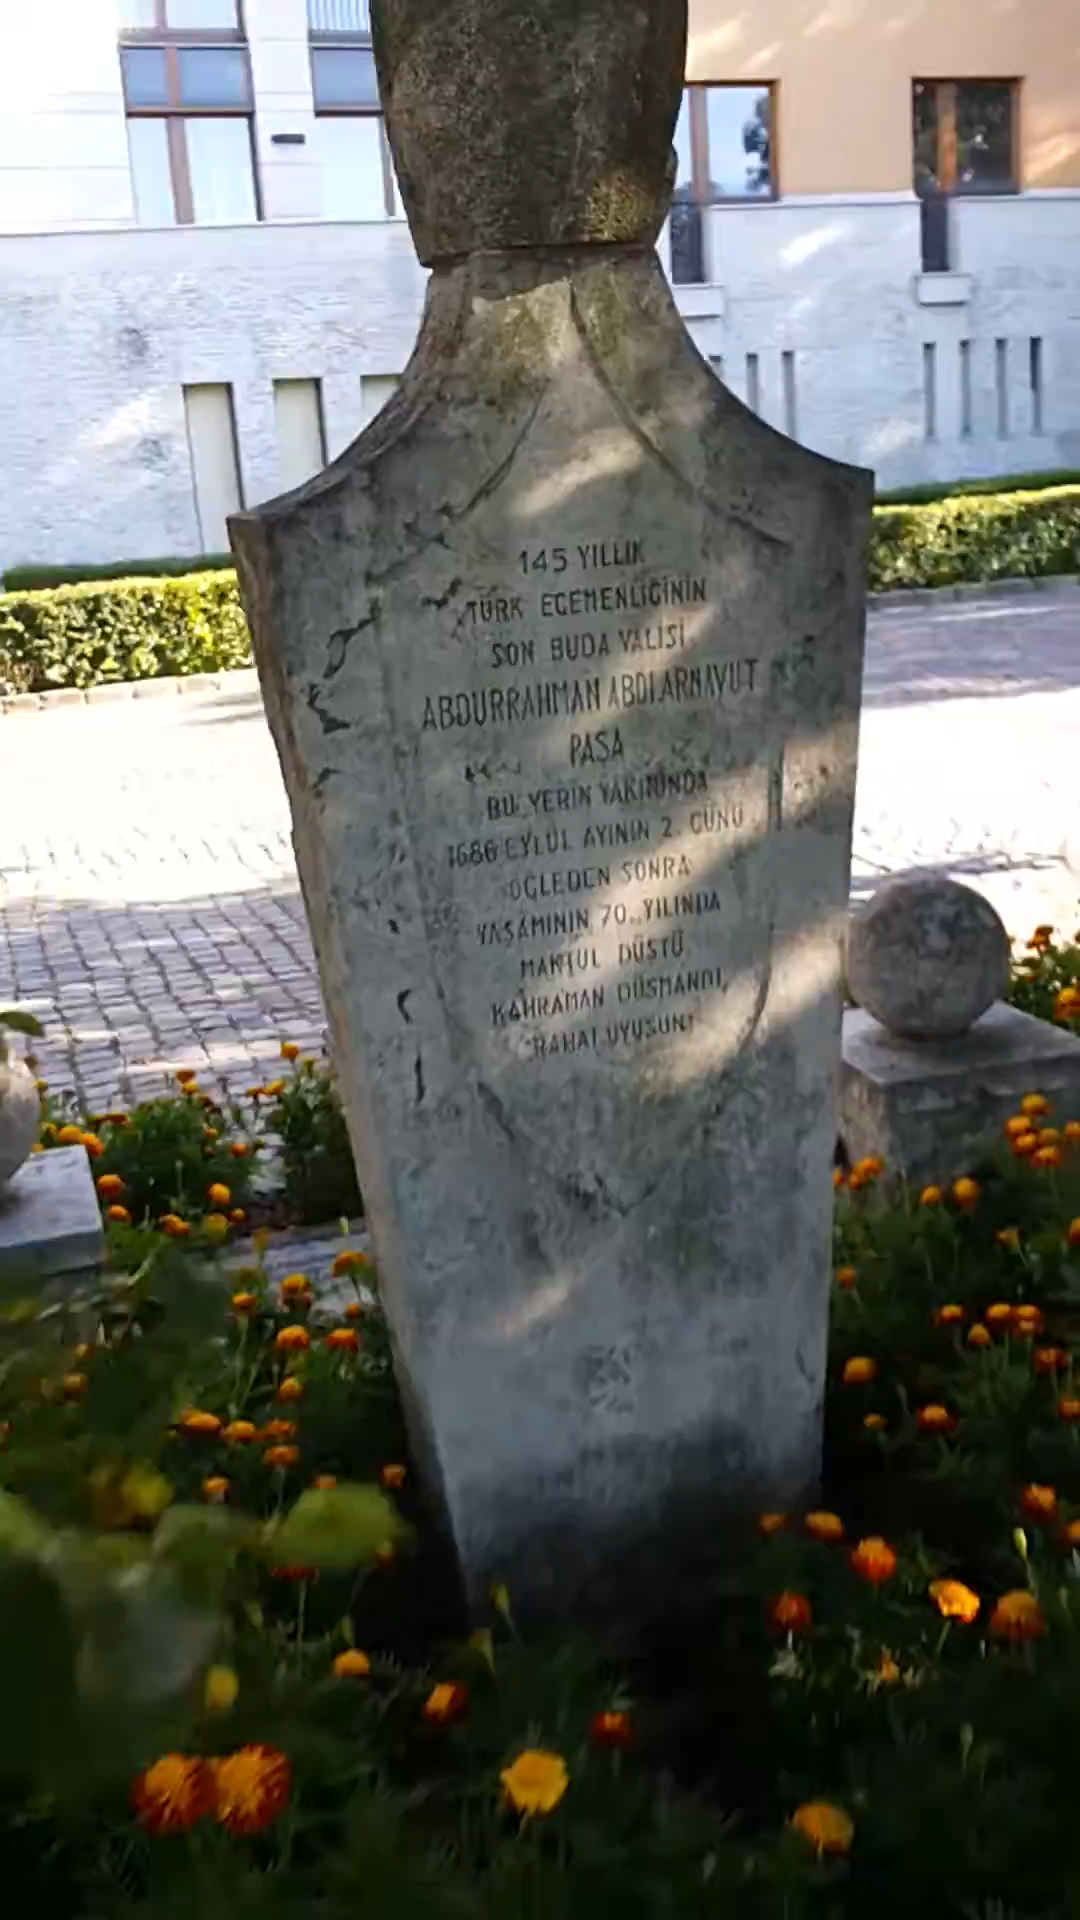 145 YILLIK
TÜRK EGEMENLİĞİNİN
SON BUDA VALİSİ
ABDURRAHMAN ABDİ ARNAVUT
PAŞA
BU YERİN YAKININDA
1686 EYLÜL AYININ 2. GÜNÜ
ÖĞLEDEN SONRA
YAŞAMININ 70. YILINDA
MAKTUL DÜŞTÜ
KAHRAMAN DÜŞMANDI,
RAHAT UYUSUN!